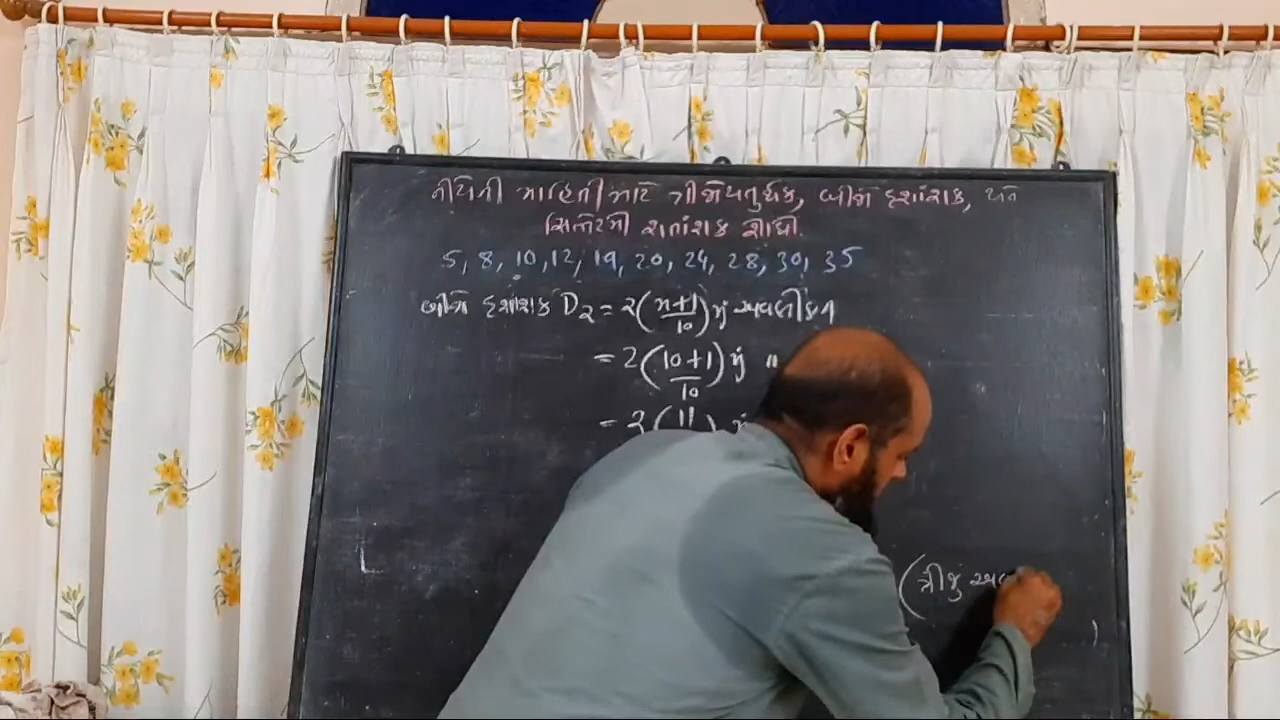 નીચેની માહિતી માટે ત્રીજો ચતુર્થક, બીજો દશાંશક, અને
સિત્તેરમો શતાંશક શોધો.
5, 8, 10, 12, 19, 20, 24, 28, 30, 35
બીજો દશાંશક D₂ = 2(n+1/10) મું અવલોકન
= 2(10+1/10) મું "
= 2(11
(ત્રીજું અવ